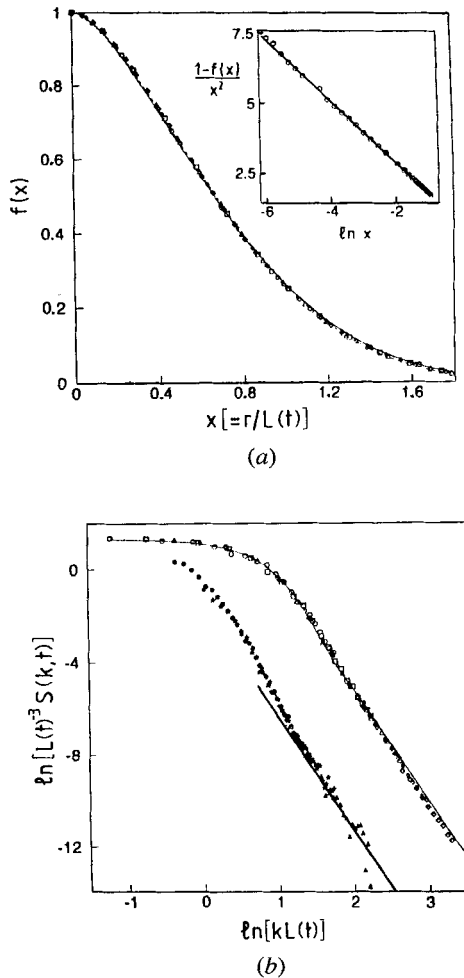 1
0.8
0.6
0.4
0.2
0
f(x)
0
0.4
0.8
1.2
1.6
x[=r/L(t)]
7.5
5
2.5
1-f(x)
x²
-6
-4
-2
ℓn x
(a)
0
-4
-8
-12
ℓn[L(t)⁻³S(k,t)]
-1
0
1
2
3
ℓn[kL(t)]
(b)